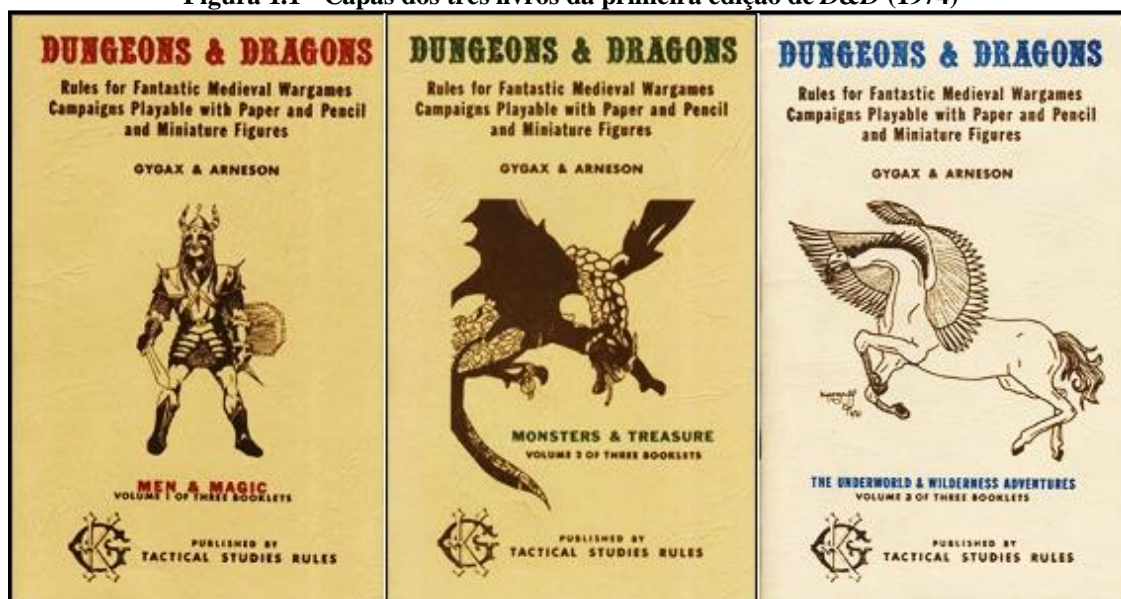 Figura 1.1 - Capas dos três livros da primeira edição de D&D (1974)
DUNGEONS & DRAGONS
Rules for Fantastic Medieval Wargames
Campaigns Playable with Paper and Pencil
and Miniature Figures
GYGAX & ARNESON
MEN & MAGIC
VOLUME 1 OF THREE BOOKLETS
PUBLISHED BY
TACTICAL STUDIES RULES
DUNGEONS & DRAGONS
Rules for Fantastic Medieval Wargames
Campaigns Playable with Paper and Pencil
and Miniature Figures
GYGAX & ARNESON
MONSTERS & TREASURE
VOLUME 2 OF THREE BOOKLETS
PUBLISHED BY
TACTICAL STUDIES RULES
DUNGEONS & DRAGONS
Rules for Fantastic Medieval Wargames
Campaigns Playable with Paper and Pencil
and Miniature Figures
GYGAX & ARNESON
THE UNDERWORLD & WILDERNESS ADVENTURES
VOLUME 3 OF THREE BOOKLETS
PUBLISHED BY
TACTICAL STUDIES RULES